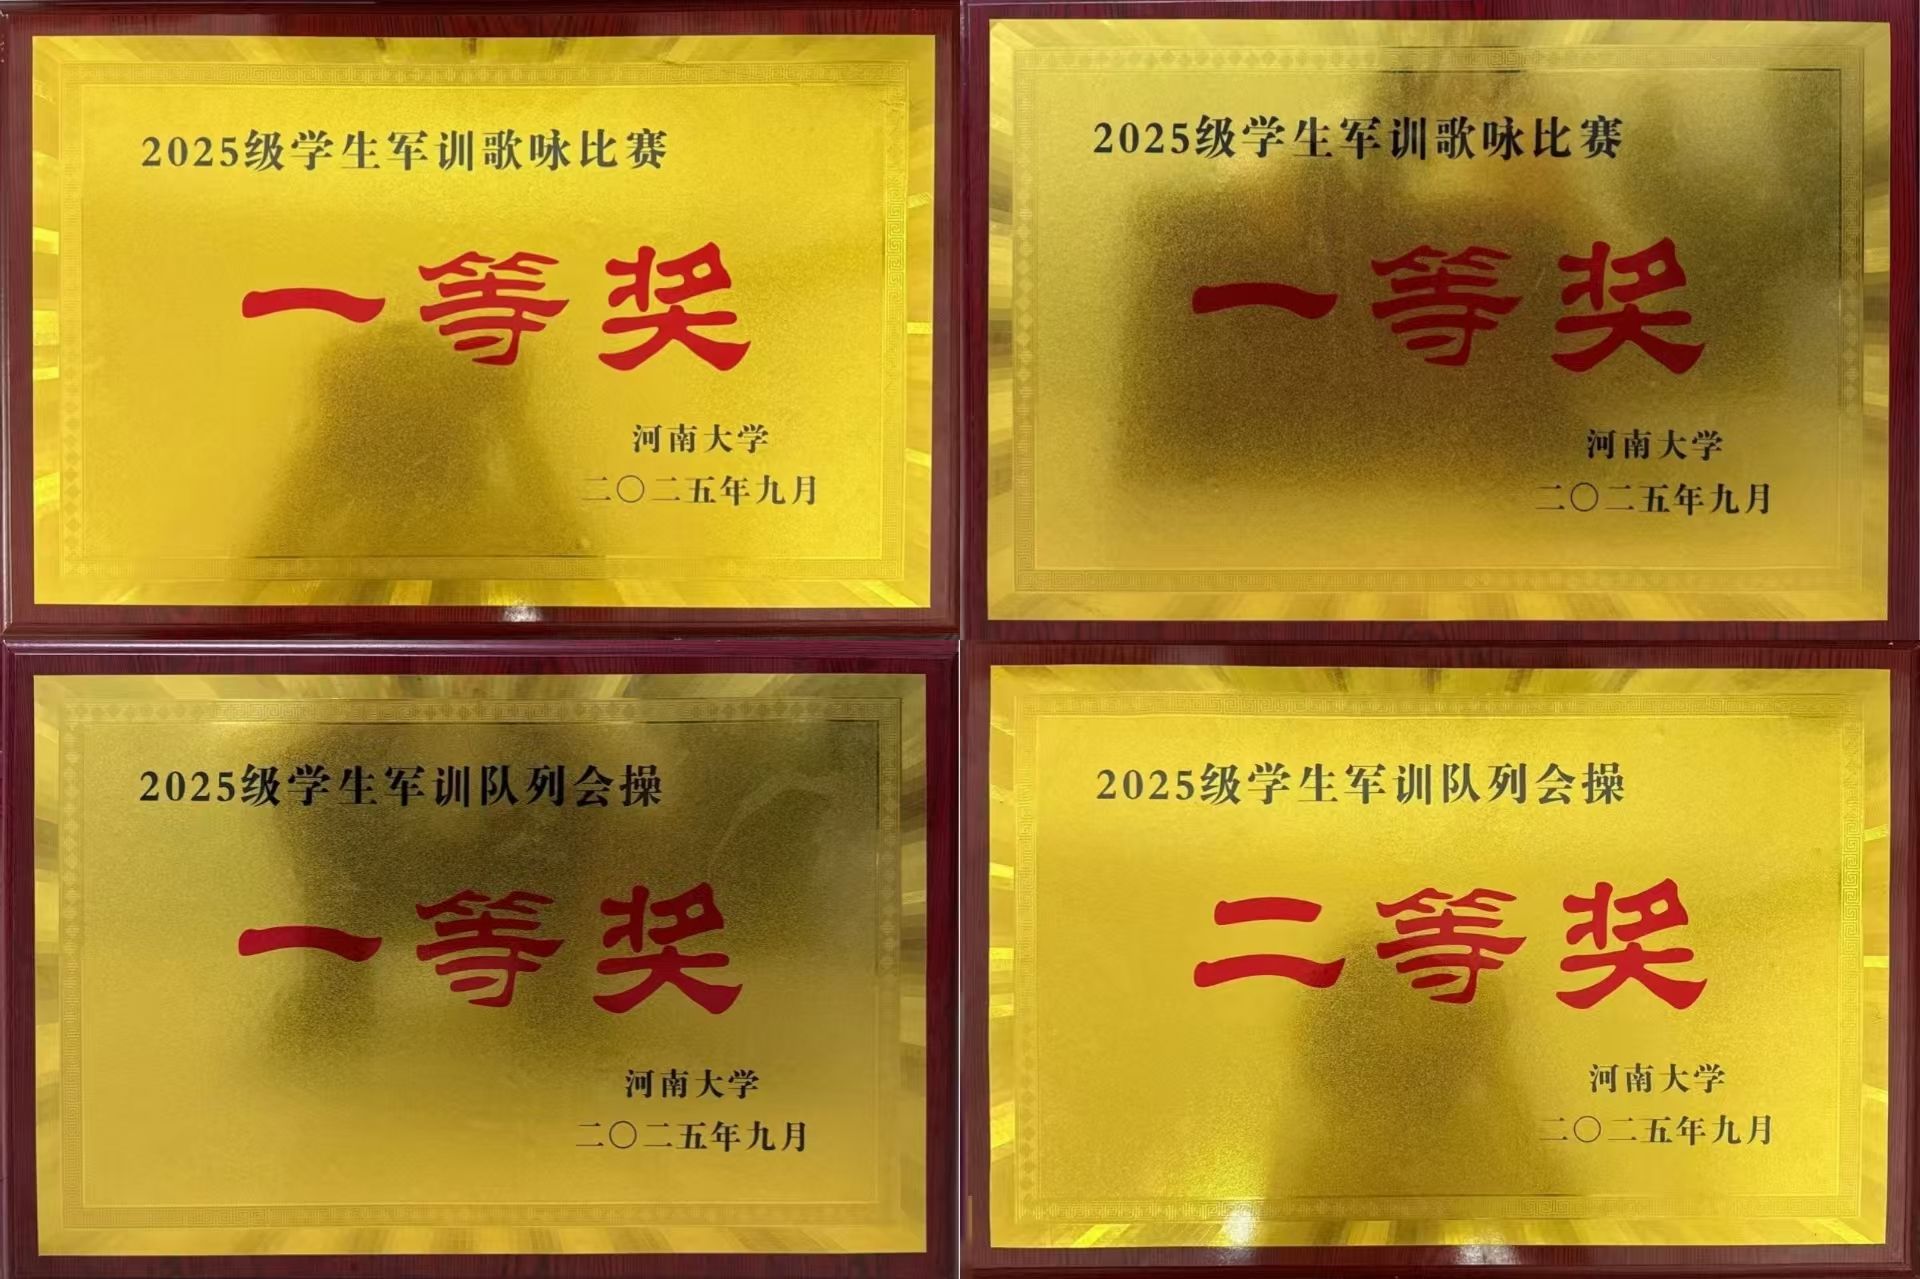 2025级学生军训歌咏比赛
一等奖
河南大学
二〇二五年九月
2025级学生军训歌咏比赛
一等奖
河南大学
二〇二五年九月
2025级学生军训队列会操
一等奖
河南大学
二〇二五年九月
2025级学生军训队列会操
二等奖
河南大学
二〇二五年九月